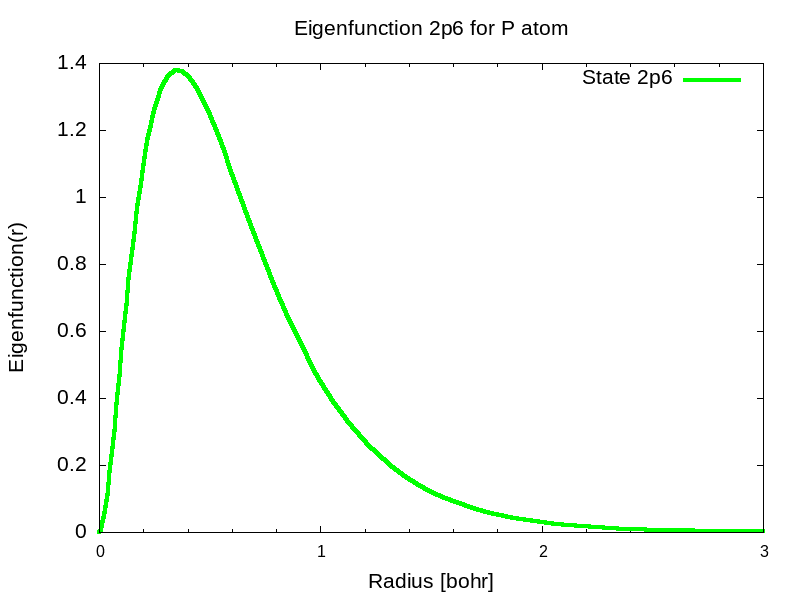 Eigenfunction 2p6 for P atom
State 2p6
Eigenfunction(r)
1.4
1.2
1
0.8
0.6
0.4
0.2
0
0 1 2 3
Radius [bohr]